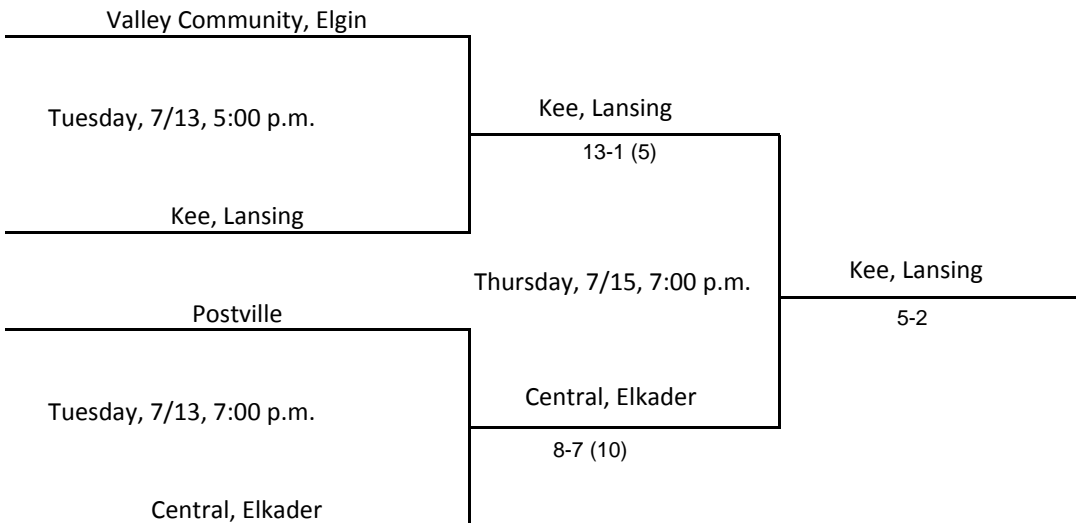 Valley Community, Elgin
Tuesday, 7/13, 5:00 p.m.
Kee, Lansing
13-1 (5)
Kee, Lansing
Thursday, 7/15, 7:00 p.m.
Kee, Lansing
5-2
Postville
Tuesday, 7/13, 7:00 p.m.
Central, Elkader
8-7 (10)
Central, Elkader